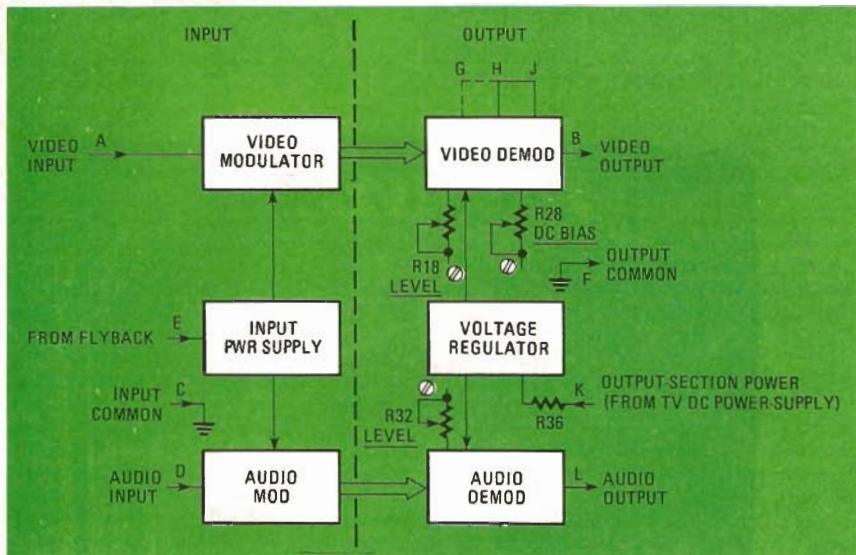 INPUT
OUTPUT
G H J
VIDEO INPUT
A
VIDEO MODULATOR
VIDEO DEMOD
B
VIDEO OUTPUT
R18 LEVEL
R28 DC BIAS
OUTPUT COMMON
F
FROM FLYBACK
E
INPUT PWR SUPPLY
VOLTAGE REGULATOR
INPUT COMMON
C
R32 LEVEL
R36
K
OUTPUT-SECTION POWER
(FROM TV DC POWER-SUPPLY)
AUDIO INPUT
D
AUDIO MOD
AUDIO DEMOD
L
AUDIO OUTPUT